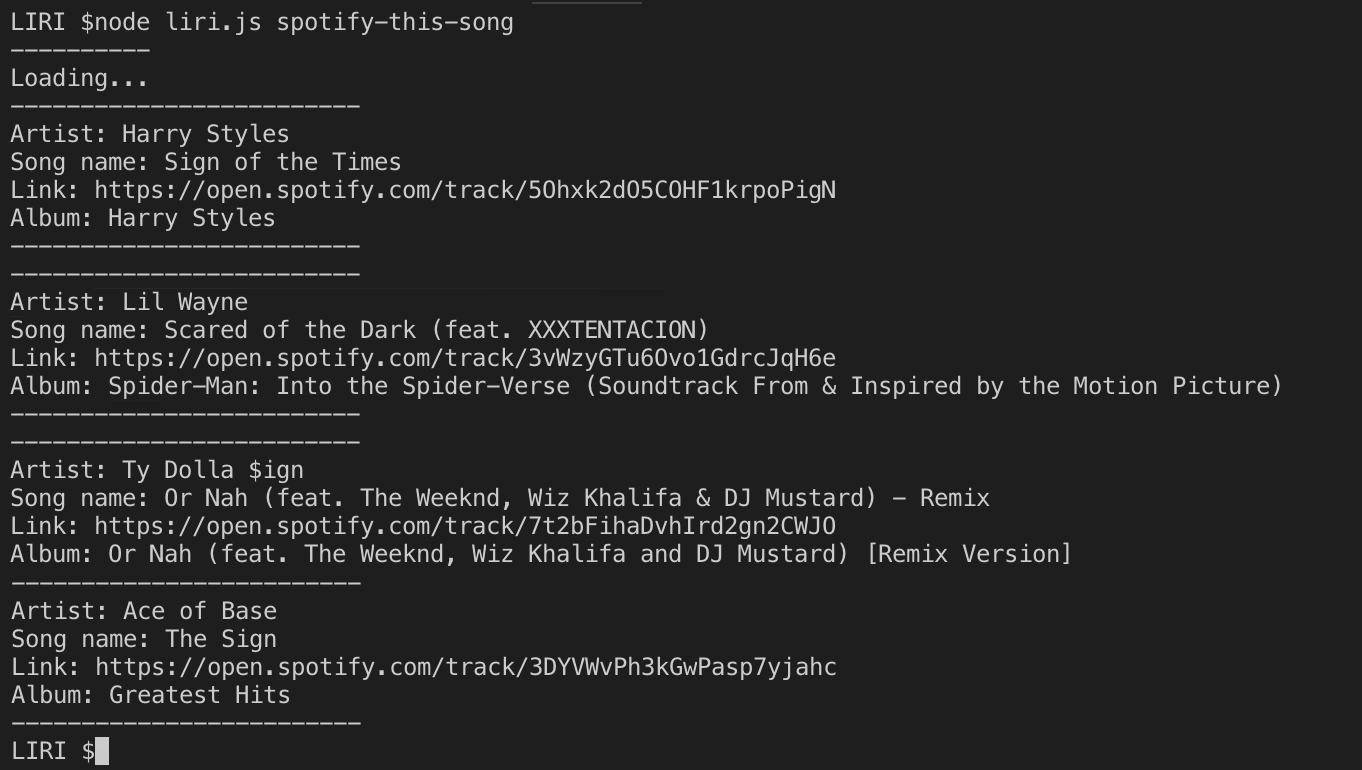 LIRI $node liri.js spotify-this-song
----------
Loading...
-------------------------
Artist: Harry Styles
Song name: Sign of the Times
Link: https://open.spotify.com/track/5Ohxk2dO5COHF1krpoPigN
Album: Harry Styles
-------------------------
-------------------------
Artist: Lil Wayne
Song name: Scared of the Dark (feat. XXXTENTACION)
Link: https://open.spotify.com/track/3vWzyGTu6Ovo1GdrcJqH6e
Album: Spider-Man: Into the Spider-Verse (Soundtrack From & Inspired by the Motion Picture)
-------------------------
-------------------------
Artist: Ty Dolla $ign
Song name: Or Nah (feat. The Weeknd, Wiz Khalifa & DJ Mustard) - Remix
Link: https://open.spotify.com/track/7t2bFihaDvhIrd2gn2CWJO
Album: Or Nah (feat. The Weeknd, Wiz Khalifa and DJ Mustard) [Remix Version]
-------------------------
Artist: Ace of Base
Song name: The Sign
Link: https://open.spotify.com/track/3DYVWvPh3kGwPasp7yjahc
Album: Greatest Hits
-------------------------
LIRI $